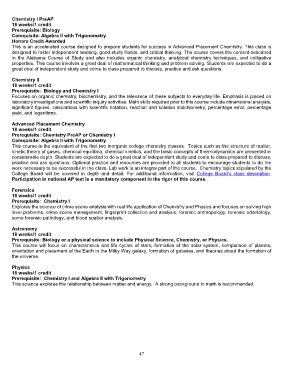 Chemistry I PreAP
18 weeks/1 credit
Prerequisite: Biology
Corequisite: Algebra II with Trigonometry
Honors Credit Awarded
This is an accelerated course designed to prepare students for success in Advanced Placement Chemistry. This class is
designed to foster independent learning, good study habits, and critical thinking. The course covers the content described
in the Alabama Course of Study and also includes organic chemistry, analytical chemistry techniques, and colligative
properties. This course involves a great deal of mathematical thinking and problem solving. Students are expected to do a
great deal of independent study and come to class prepared to discuss, practice and ask questions.
Chemistry II
18 weeks/1 credit
Prerequisite: Biology and Chemistry I
Focuses on organic chemistry, biochemistry, and the relevance of these subjects to everyday life. Emphasis is placed on
laboratory investigations and scientific inquiry activities. Math skills required prior to this course include dimensional analysis,
significant figures, calculations with scientific notation, reaction and solution stoichiometry, percentage error, percentage
yield, and logarithms.
Advanced Placement Chemistry
18 weeks/1 credit
Prerequisite: Chemistry PreAP or Chemistry I
Corequisite: Algebra II with Trigonometry
This course is the equivalent of the first two integrated college chemistry classes. Topics such as the structure of matter,
kinetic theory of gases, chemical equilibria, chemical kinetics, and the basic concepts of thermodynamics are presented in
considerable depth. Students are expected to do a great deal of independent study and come to class prepared to discuss,
practice and ask questions. Optional practice and resources are provided to all students to encourage students to do the
work necessary to be successful in the class. Lab work is an integral part of the course. Chemistry topics stipulated by the
College Board will be covered in depth and detail. For additional information, visit College Board's class description.
Participation in national AP test is a mandatory component in the rigor of this course.
Forensics
18 weeks/1 credit
Prerequisite: Chemistry I
Explores the science of crime scene analysis with real life application of Chemistry and Physics and focuses on solving high
level problems, crime scene management, fingerprint collection and analysis, forensic anthropology, forensic odontology,
some forensic pathology, and blood spatter analysis.
Astronomy
18 weeks/1 credit
Prerequisite: Biology or a physical science to include Physical Science, Chemistry, or Physics.
This course will focus on characteristics and life cycles of stars, formation of the solar system, comparison of planets,
orientation and placement of the Earth in the Milky Way galaxy, formation of galaxies, and theories about the formation of
the universe.
Physics
18 weeks/1 credit
Prerequisite: Chemistry I and Algebra II with Trigonometry
This science explores the relationship between matter and energy. A strong background in math is recommended.
47